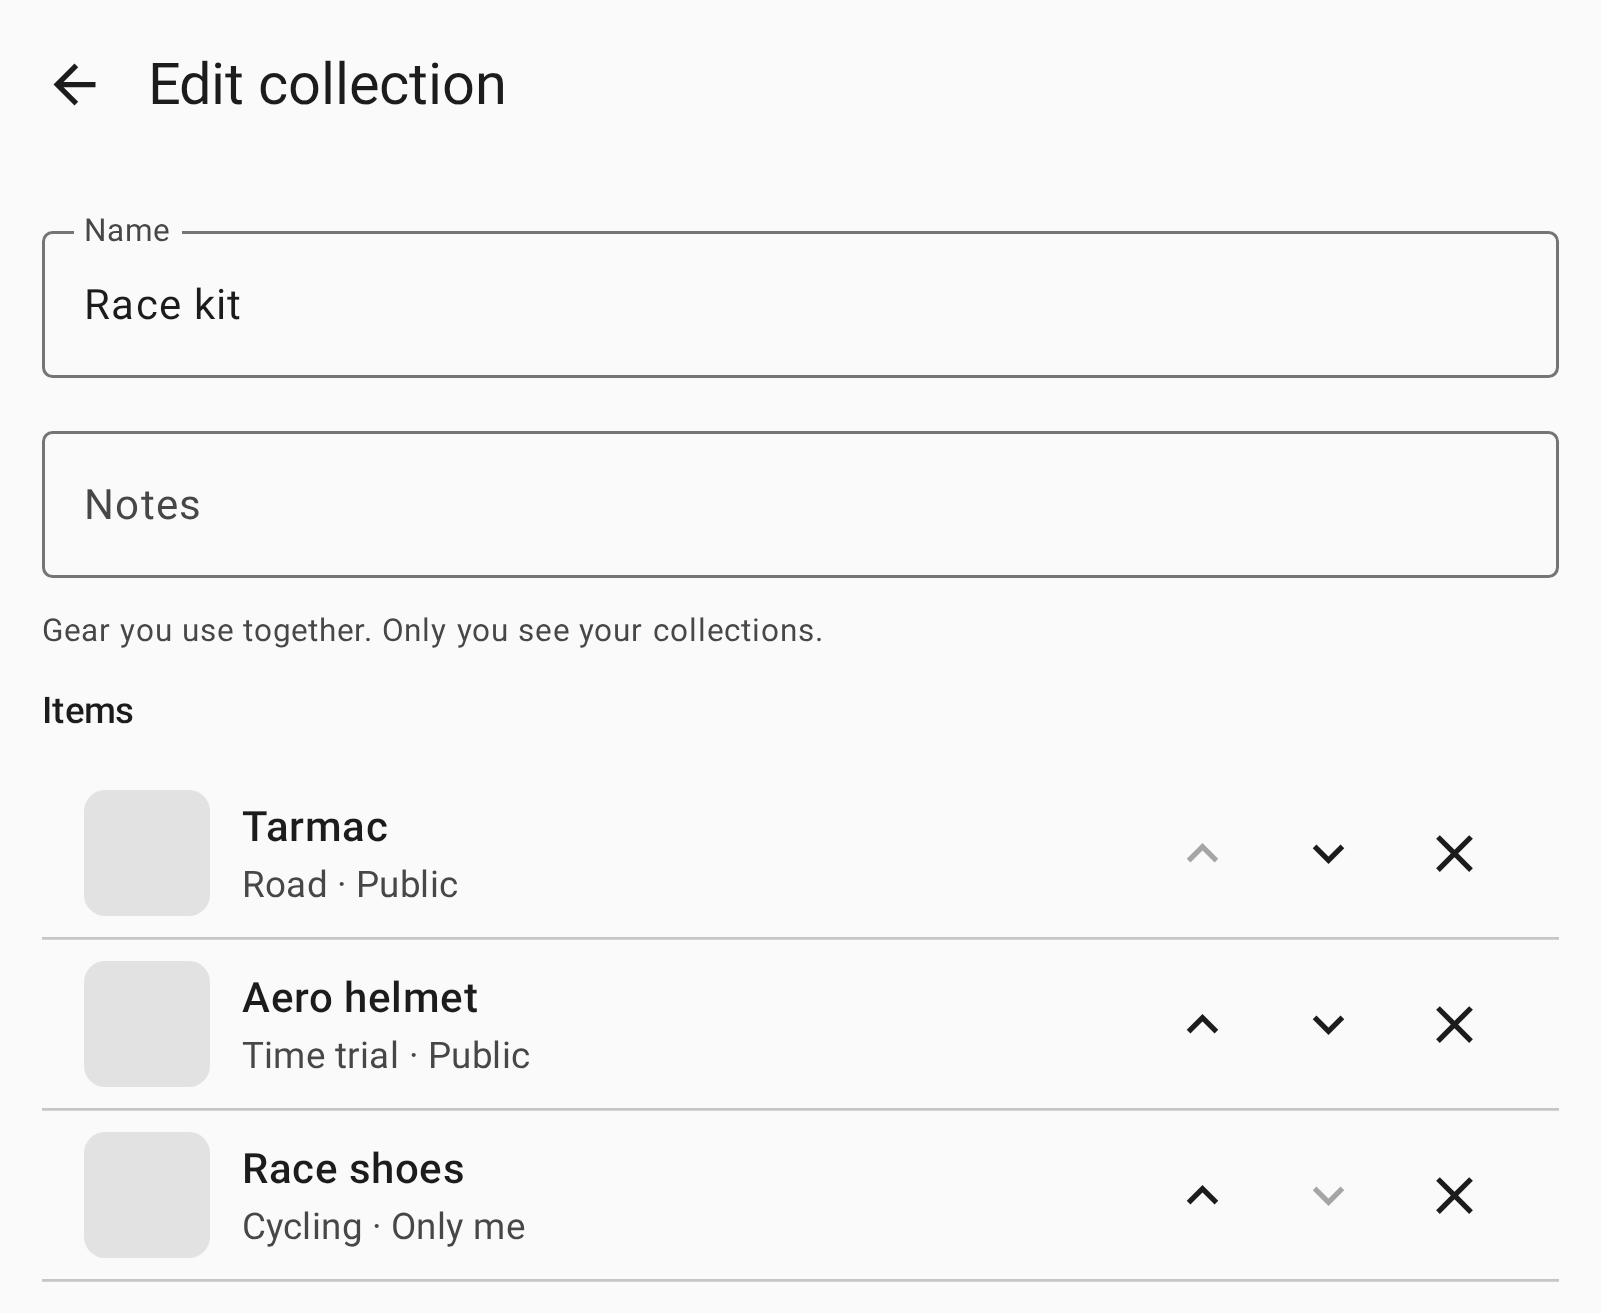 Edit collection
Name
Race kit
Notes
Gear you use together. Only you see your collections.
Items
Tarmac
Road · Public
Aero helmet
Time trial · Public
Race shoes
Cycling · Only me